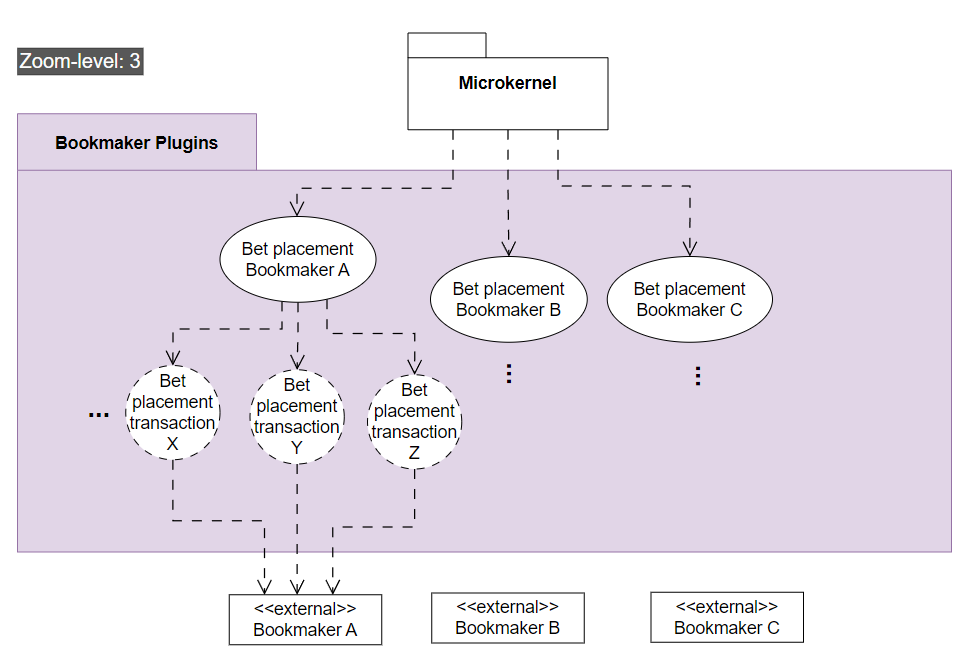 Zoom-level: 3
Microkernel
Bookmaker Plugins
Bet placement
Bookmaker A
Bet placement
Bookmaker B
Bet placement
Bookmaker C
...
Bet
placement
transaction
X
Bet
placement
transaction
Y
Bet
placement
transaction
Z
...
...
<<external>>
Bookmaker A
<<external>>
Bookmaker B
<<external>>
Bookmaker C